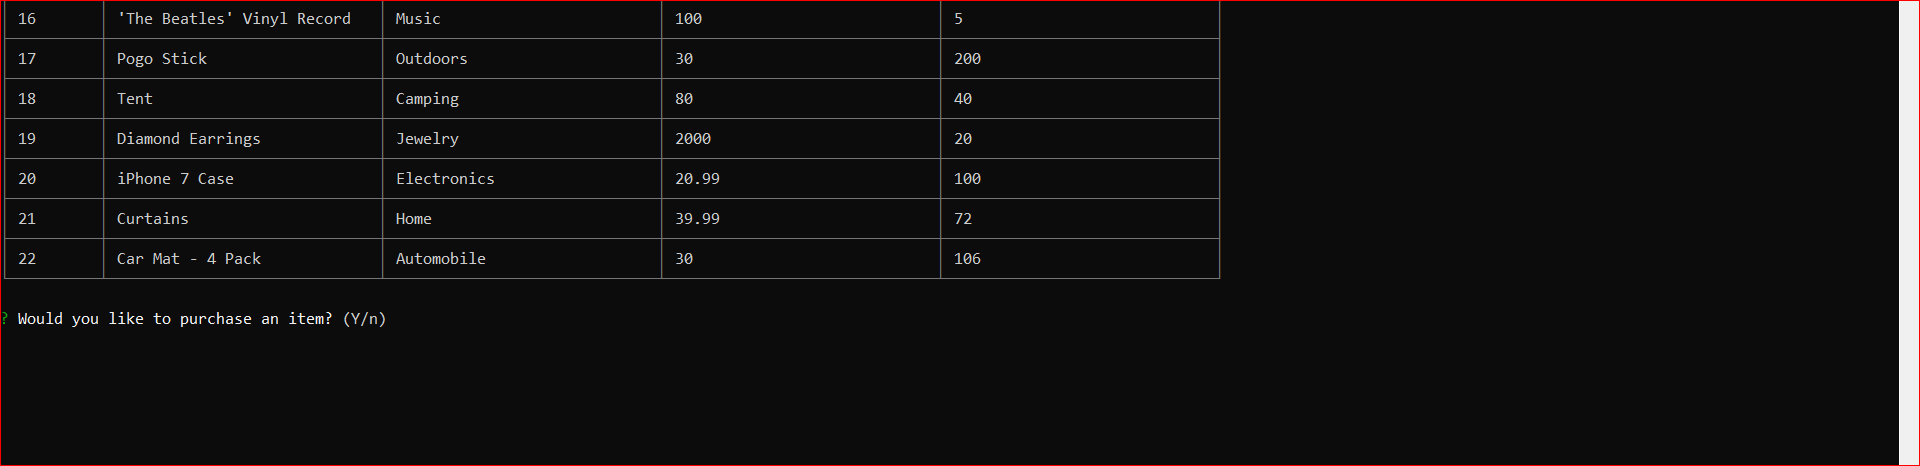 16 'The Beatles' Vinyl Record Music 100 5
17 Pogo Stick Outdoors 30 200
18 Tent Camping 80 40
19 Diamond Earrings Jewelry 2000 20
20 iPhone 7 Case Electronics 20.99 100
21 Curtains Home 39.99 72
22 Car Mat - 4 Pack Automobile 30 106
? Would you like to purchase an item? (Y/n)